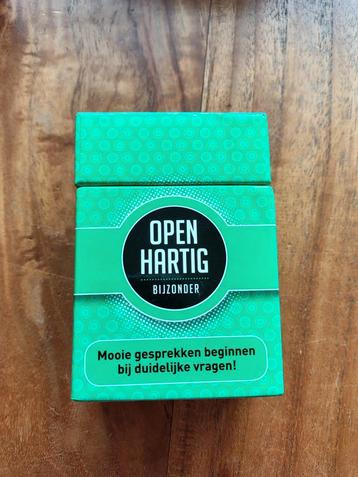 OPEN
HARTIG
BIJZONDER
Mooie gesprekken beginnen
bij duidelijke vragen!